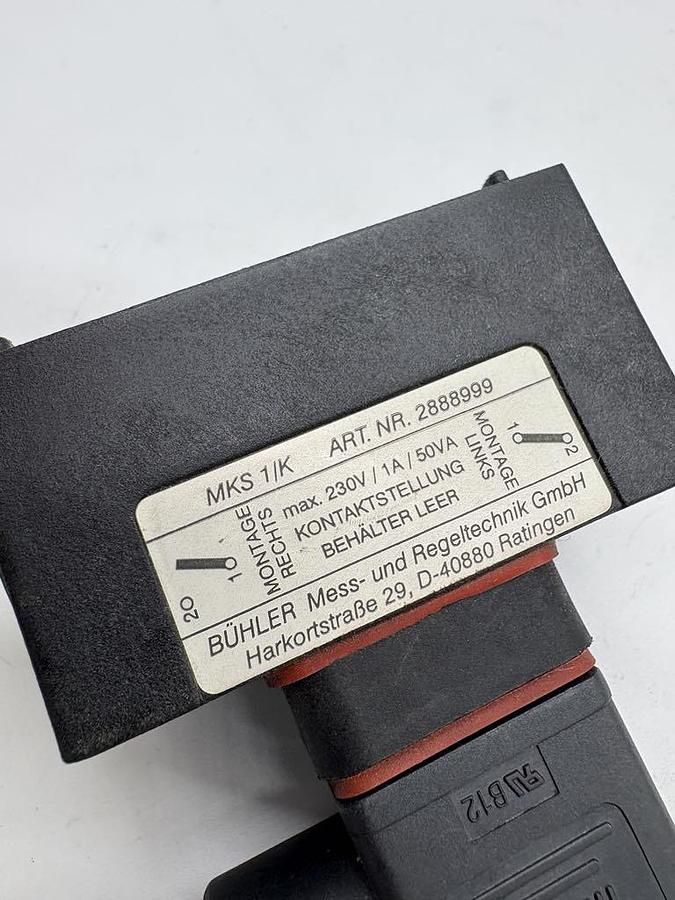 MKS 1/K ART. NR. 2888999
MONTAGE
RECHTS
1
2
max. 230V / 1A / 50VA
KONTAKTSTELLUNG
BEHÄLTER LEER
MONTAGE
LINKS
1
2
BÜHLER Mess- und Regeltechnik GmbH
Harkortstraße 29, D-40880 Ratingen
B12